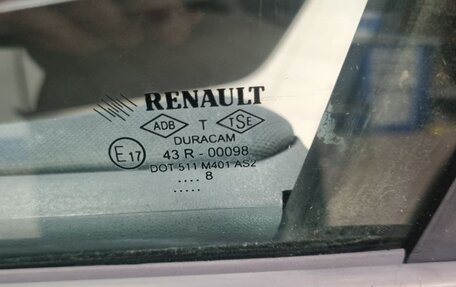 RENAULT
ADB T TSE
DURACAM
E17 43 R - 00098
DOT 511 M401 AS2
.... 8
.....